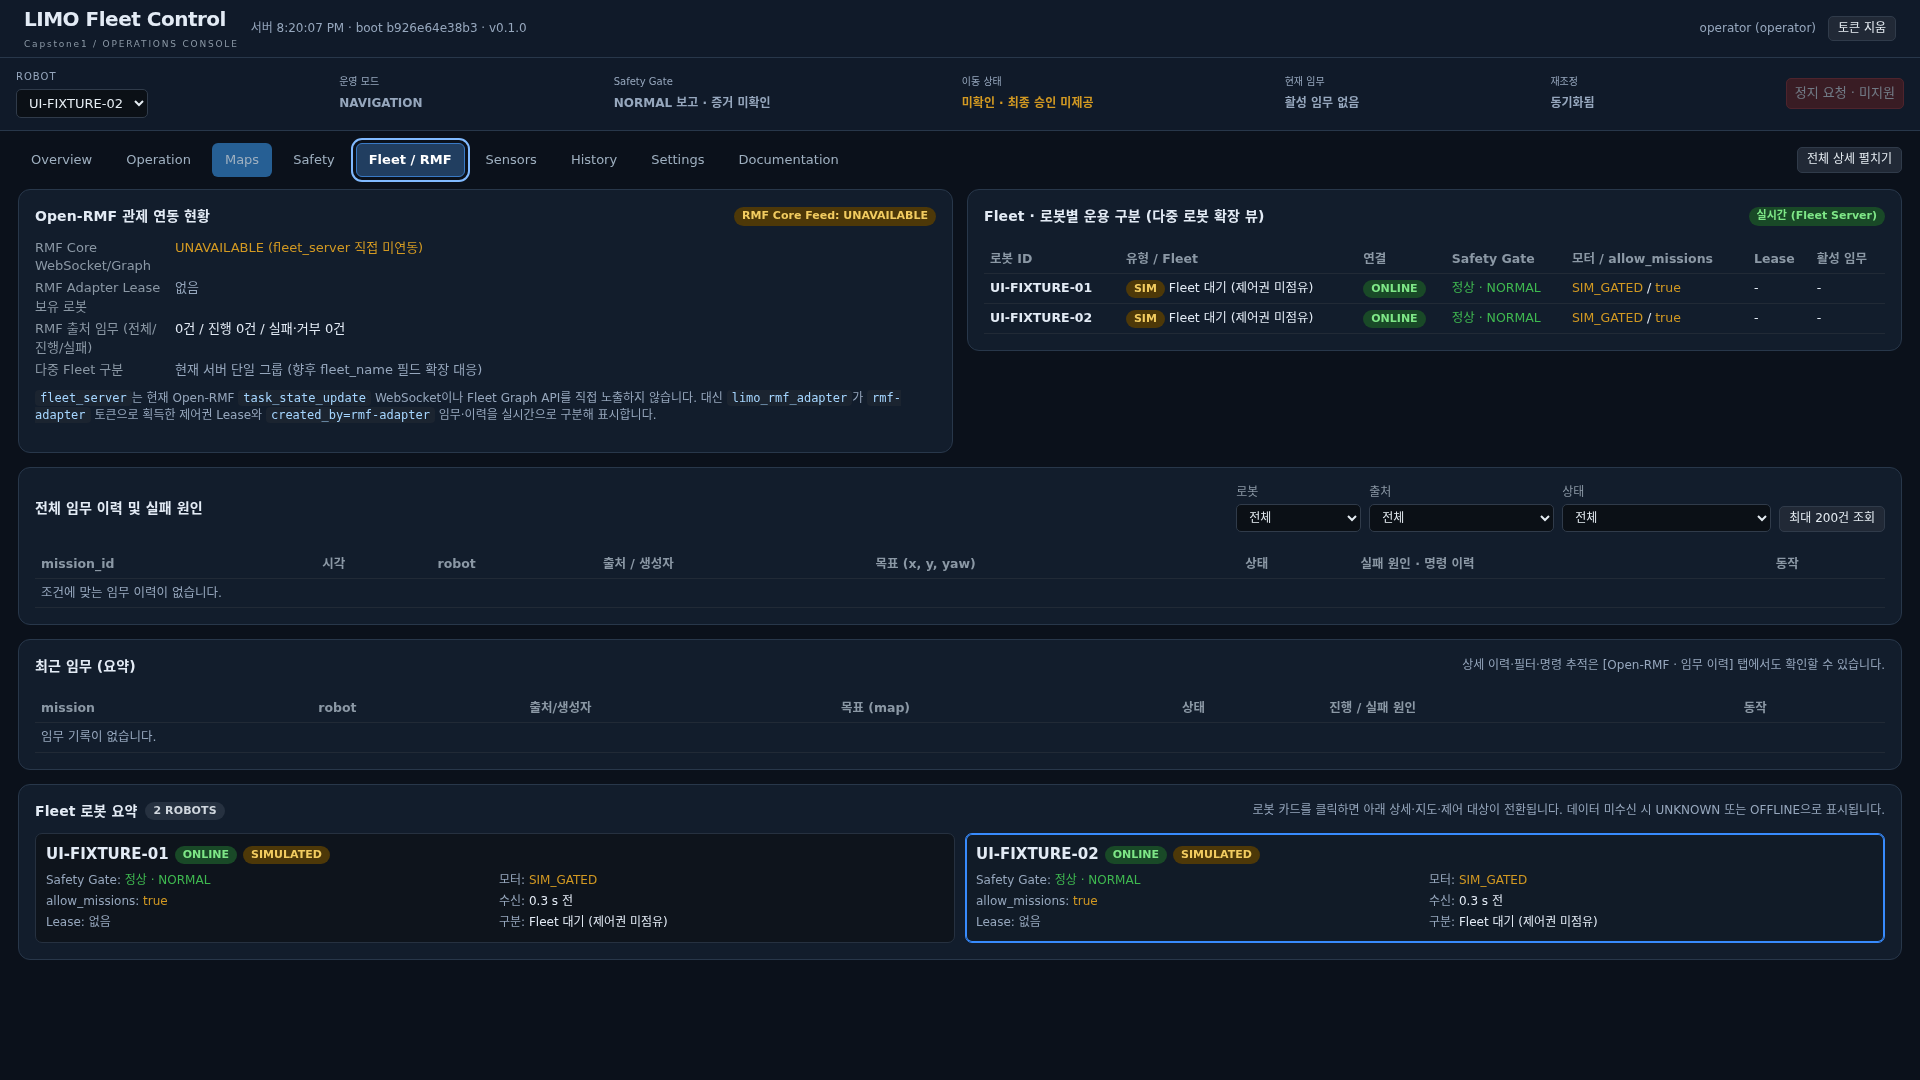 LIMO Fleet Control
Capstone1 / OPERATIONS CONSOLE
서버 8:20:07 PM · boot b926e64e38b3 · v0.1.0
operator (operator)
토큰 지움
ROBOT
UI-FIXTURE-02
운영 모드
NAVIGATION
Safety Gate
NORMAL 보고 · 증거 미확인
이동 상태
미확인 · 최종 승인 미제공
현재 임무
활성 임무 없음
재조정
동기화됨
정지 요청 · 미지원
Overview
Operation
Maps
Safety
Fleet / RMF
Sensors
History
Settings
Documentation
전체 상세 펼치기
Open-RMF 관제 연동 현황
RMF Core Feed: UNAVAILABLE
RMF Core
WebSocket/Graph
UNAVAILABLE (fleet_server 직접 미연동)
RMF Adapter Lease
보유 로봇
없음
RMF 출처 임무 (전체/
진행/실패)
0건 / 진행 0건 / 실패·거부 0건
다중 Fleet 구분
현재 서버 단일 그룹 (향후 fleet_name 필드 확장 대응)
fleet_server 는 현재 Open-RMF task_state_update WebSocket이나 Fleet Graph API를 직접 노출하지 않습니다. 대신 limo_rmf_adapter 가 rmf-
adapter 토큰으로 획득한 제어권 Lease와 created_by=rmf-adapter 임무·이력을 실시간으로 구분해 표시합니다.
Fleet · 로봇별 운용 구분 (다중 로봇 확장 뷰)
실시간 (Fleet Server)
로봇 ID 유형 / Fleet 연결 Safety Gate 모터 / allow_missions Lease 활성 임무
UI-FIXTURE-01 SIM Fleet 대기 (제어권 미점유) ONLINE 정상 · NORMAL SIM_GATED / true - -
UI-FIXTURE-02 SIM Fleet 대기 (제어권 미점유) ONLINE 정상 · NORMAL SIM_GATED / true - -
전체 임무 이력 및 실패 원인
로봇
전체
출처
전체
상태
전체
최대 200건 조회
mission_id 시각 robot 출처 / 생성자 목표 (x, y, yaw) 상태 실패 원인 · 명령 이력 동작
조건에 맞는 임무 이력이 없습니다.
최근 임무 (요약)
상세 이력·필터·명령 추적은 [Open-RMF · 임무 이력] 탭에서도 확인할 수 있습니다.
mission robot 출처/생성자 목표 (map) 상태 진행 / 실패 원인 동작
임무 기록이 없습니다.
Fleet 로봇 요약 2 ROBOTS
로봇 카드를 클릭하면 아래 상세·지도·제어 대상이 전환됩니다. 데이터 미수신 시 UNKNOWN 또는 OFFLINE으로 표시됩니다.
UI-FIXTURE-01 ONLINE SIMULATED
Safety Gate: 정상 · NORMAL
모터: SIM_GATED
allow_missions: true
수신: 0.3 s 전
Lease: 없음
구분: Fleet 대기 (제어권 미점유)
UI-FIXTURE-02 ONLINE SIMULATED
Safety Gate: 정상 · NORMAL
모터: SIM_GATED
allow_missions: true
수신: 0.3 s 전
Lease: 없음
구분: Fleet 대기 (제어권 미점유)